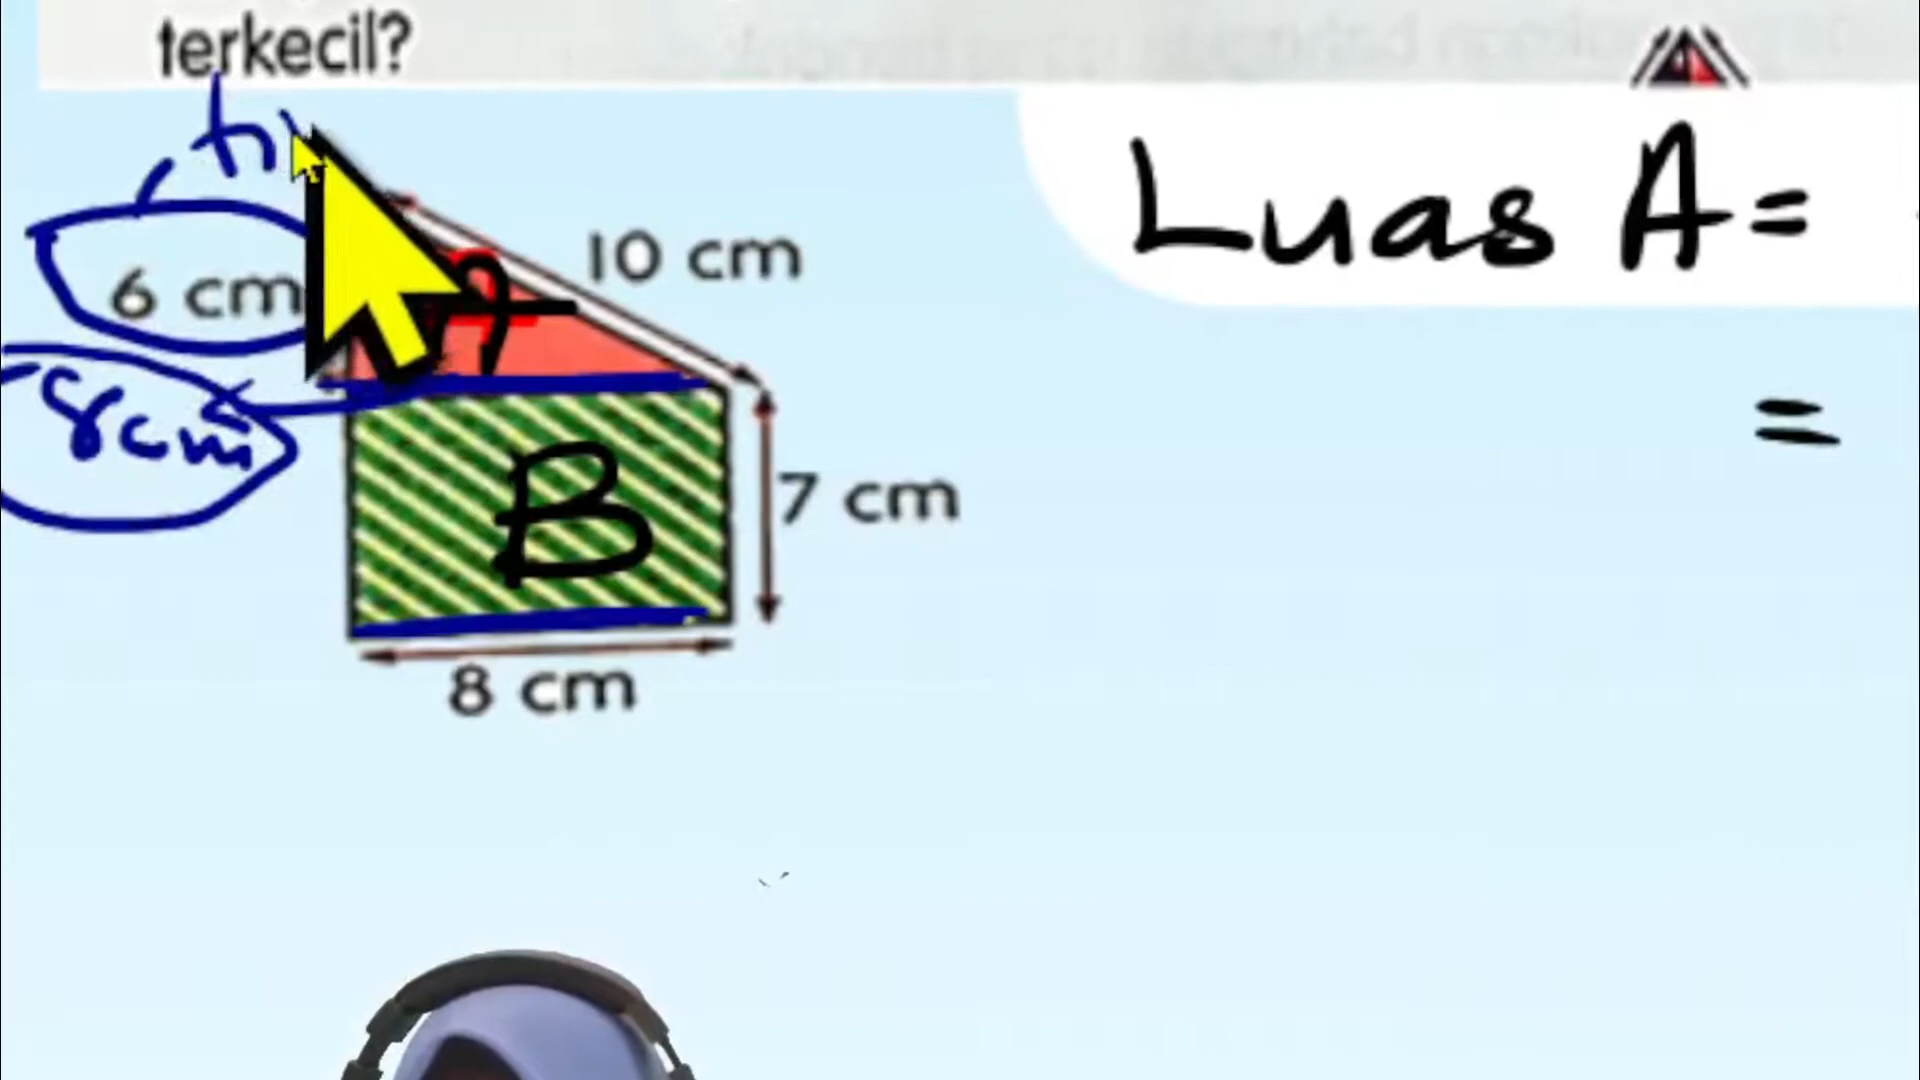 terkecil?
h
Luas A=
10 cm
6 cm
A
=
8cm
B
7 cm
8 cm